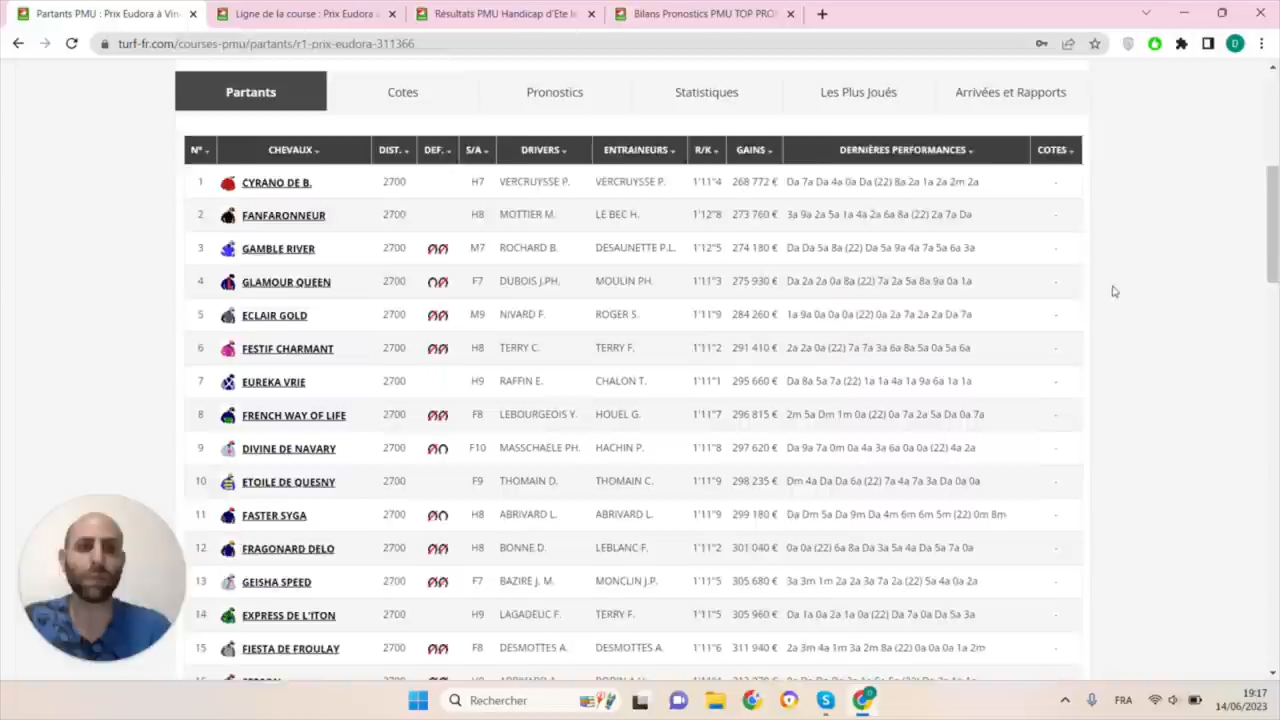 Partants PMU : Prix Eudora à Vin
Ligne de la course : Prix Eudora
Résultats PMU Handicap d'Ete le
Bilans Pronostics PMU TOP PRO
turf-fr.com/courses-pmu/partants/r1-prix-eudora-311366
Partants Cotes Pronostics Statistiques Les Plus Joués Arrivées et Rapports
N° CHEVAUX DIST. DEF. S/A DRIVERS ENTRAINEURS R/K GAINS DERNIÈRES PERFORMANCES COTES
1 CYRANO DE B. 2700 H7 VERCRUYSSE P. VERCRUYSSE P. 1'11"4 268 772 € Da 7a Da 4a 0a Da (22) 8a 2a 1a 2a 2m 2a -
2 FANFARONNEUR 2700 H8 MOTTIER M. LE BEC H. 1'12"8 273 760 € 3a 9a 2a 5a 1a 4a 2a 6a 8a (22) 2a 7a Da -
3 GAMBLE RIVER 2700 M7 ROCHARD B. DESAUNETTE P.L. 1'12"5 274 180 € Da Da 5a 8a (22) Da 5a 9a 4a 7a 5a 6a 3a -
4 GLAMOUR QUEEN 2700 F7 DUBOIS J.PH. MOULIN PH. 1'11"3 275 930 € Da 2a 2a 0a 8a (22) 7a 2a 5a 8a 9a 0a 1a -
5 ECLAIR GOLD 2700 M9 NIVARD F. ROGER S. 1'11"9 284 260 € 1a 9a 0a 0a 0a (22) 0a 2a 7a 2a 2a Da 7a -
6 FESTIF CHARMANT 2700 H8 TERRY C. TERRY F. 1'11"2 291 410 € 2a 2a 0a (22) 7a 7a 3a 6a 8a 5a 0a 5a 6a -
7 EUREKA VRIE 2700 H9 RAFFIN E. CHALON T. 1'11"1 295 660 € Da 8a 5a 7a (22) 1a 1a 4a 1a 9a 6a 1a 1a -
8 FRENCH WAY OF LIFE 2700 F8 LEBOURGEOIS Y. HOUEL G. 1'11"7 296 815 € 2m 5a Dm 1m 0a (22) 0a 7a 2a 5a Da 0a 7a -
9 DIVINE DE NAVARY 2700 F10 MASSCHAELE PH. HACHIN P. 1'11"8 297 620 € Da 9a 7a 0m 0a 4a 3a 6a 0a 0a (22) 4a 2a -
10 ETOILE DE QUESNY 2700 F9 THOMAIN D. THOMAIN C. 1'11"9 298 235 € Dm 4a Da Da 6a (22) 7a 4a 7a 3a Da 0a 0a -
11 FASTER SYGA 2700 H8 ABRIVARD L. ABRIVARD L. 1'11"9 299 180 € Da Dm 5a Da 9m Da 4m 6m 6m 5m (22) 0m 8m -
12 FRAGONARD DELO 2700 H8 BONNE D. LEBLANC F. 1'11"2 301 040 € 0a 0a (22) 6a 8a Da 3a 5a 4a Da 5a 7a 0a -
13 GEISHA SPEED 2700 F7 BAZIRE J. M. MONCLIN J.P. 1'11"5 305 680 € 3a 3m 1m 2a 2a 3a 7a 2a (22) 5a 4a 0a 2a -
14 EXPRESS DE L'ITON 2700 H9 LAGADEUC F. TERRY F. 1'11"5 305 960 € Da 1a 0a 2a 1a 0a (22) Da 7a 0a Da 5a 3a -
15 FIESTA DE FROULAY 2700 F8 DESMOTTES A. DESMOTTES A. 1'11"6 311 940 € 2a 3m 4a 1m 3a 2m 8a (22) 0a 0a 0a 1a 2m -
Rechercher
FRA
19:17
14/06/2023